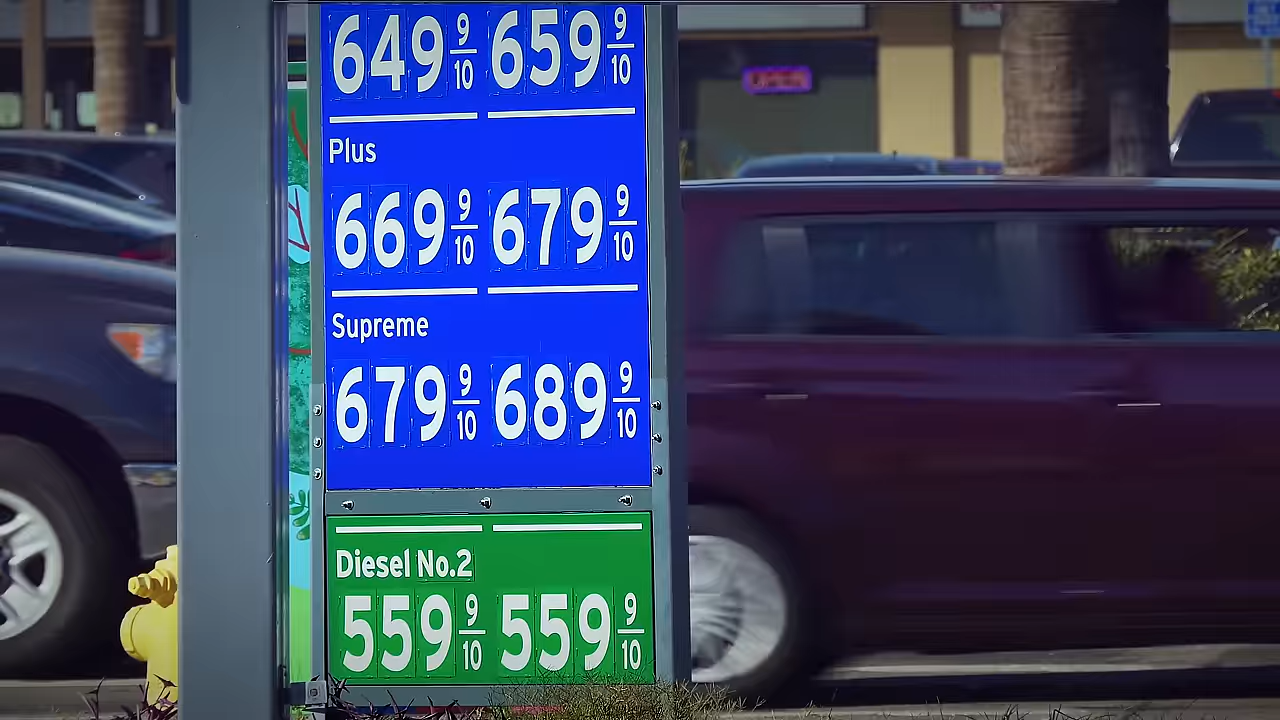 649 9/10 659 9/10
Plus
669 9/10 679 9/10
Supreme
679 9/10 689 9/10
Diesel No.2
559 9/10 559 9/10
OPEN